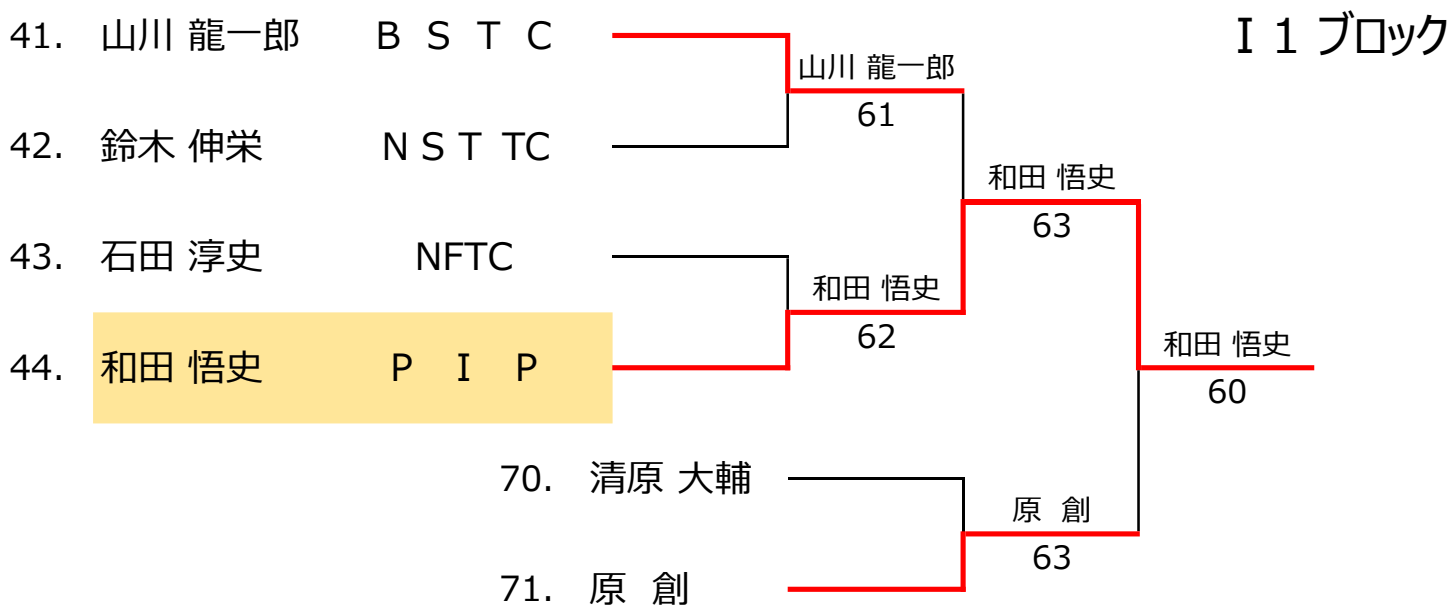 I 1 ブロック
41. 山川 龍一郎 B S T C
山川 龍一郎
61
42. 鈴木 伸栄 N S T TC
和田 悟史
63
43. 石田 淳史 NFTC
和田 悟史
62
44. 和田 悟史 P I P
和田 悟史
60
70. 清原 大輔
原 創
63
71. 原 創